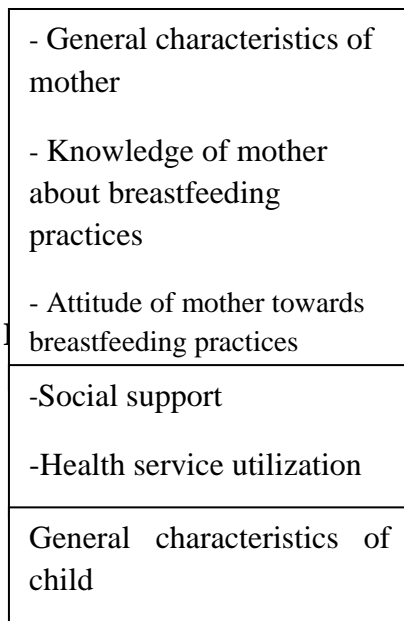 - General characteristics of
mother
- Knowledge of mother
about breastfeeding
practices
- Attitude of mother towards
breastfeeding practices
-Social support
-Health service utilization
General characteristics of
child